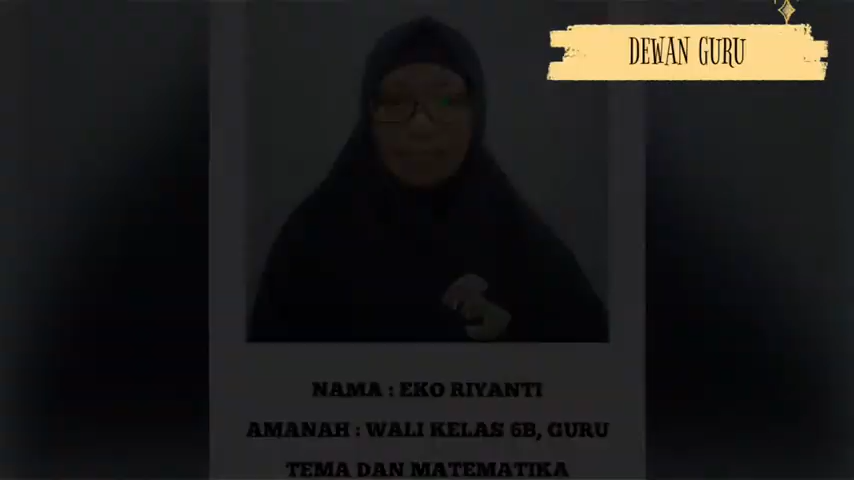 DEWAN GURU
NAMA : EKO RIYANTI
AMANAH : WALI KELAS 6B, GURU
TEMA DAN MATEMATIKA